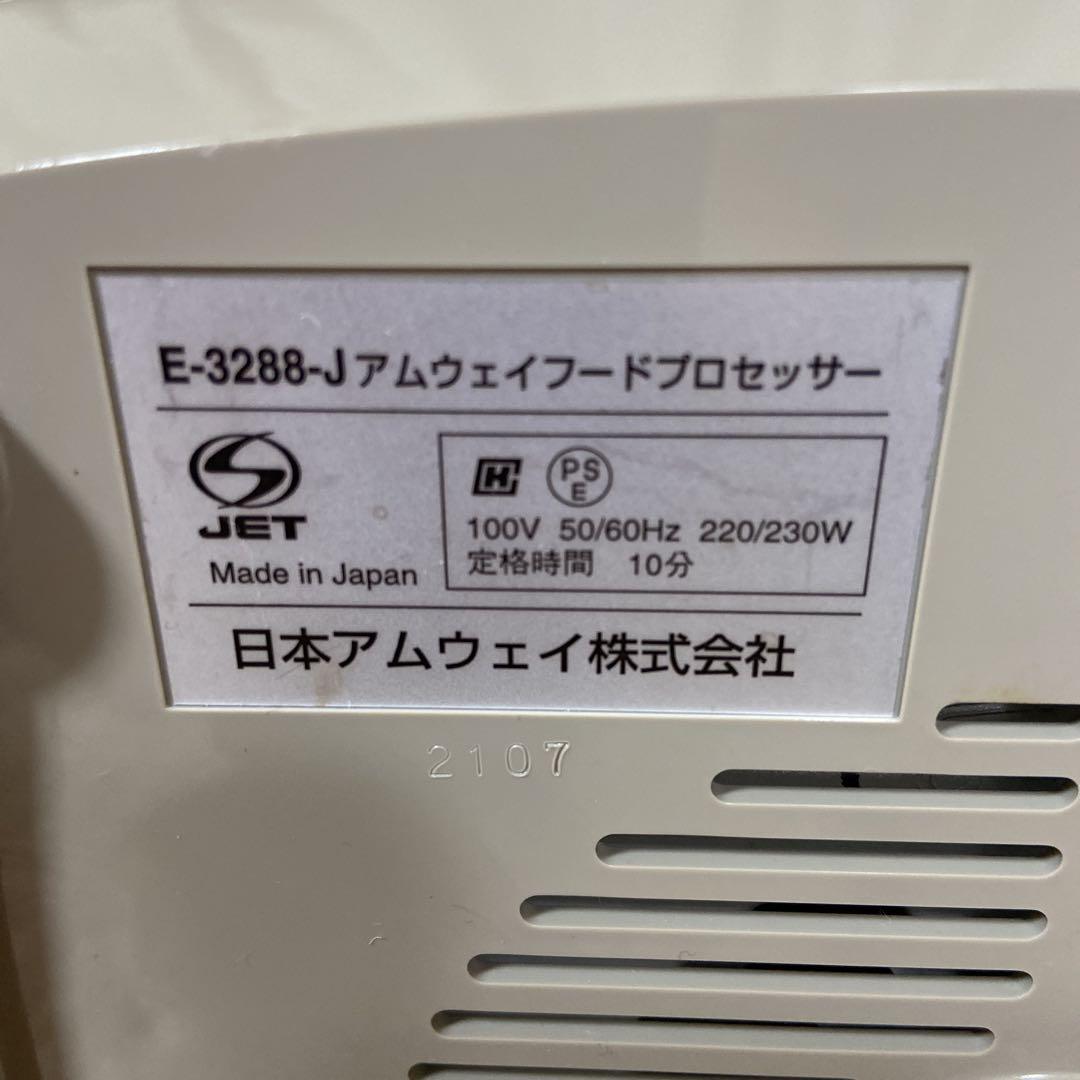 E-3288-J アムウェイフードプロセッサー
JET
Made in Japan
PS
E
100V 50/60Hz 220/230W
定格時間 10分
日本アムウェイ株式会社
2107